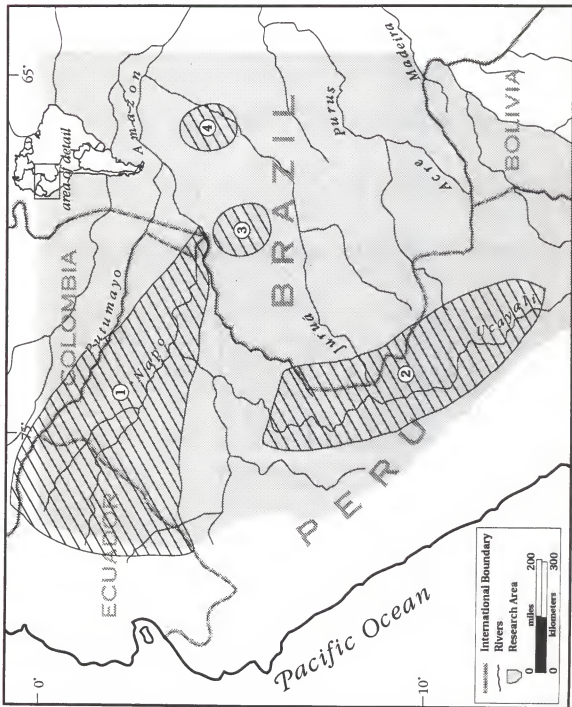 65°
75°
0°
10°
area of detail
COLOMBIA
ECUADOR
PERU
BRAZIL
BOLIVIA
Amazon
Putumayo
Napo
Juruá
Purus
Madeira
Acre
Ucayali
1
2
3
4
Pacific Ocean
International Boundary
Rivers
Research Area
miles
0 200
0 300
kilometers